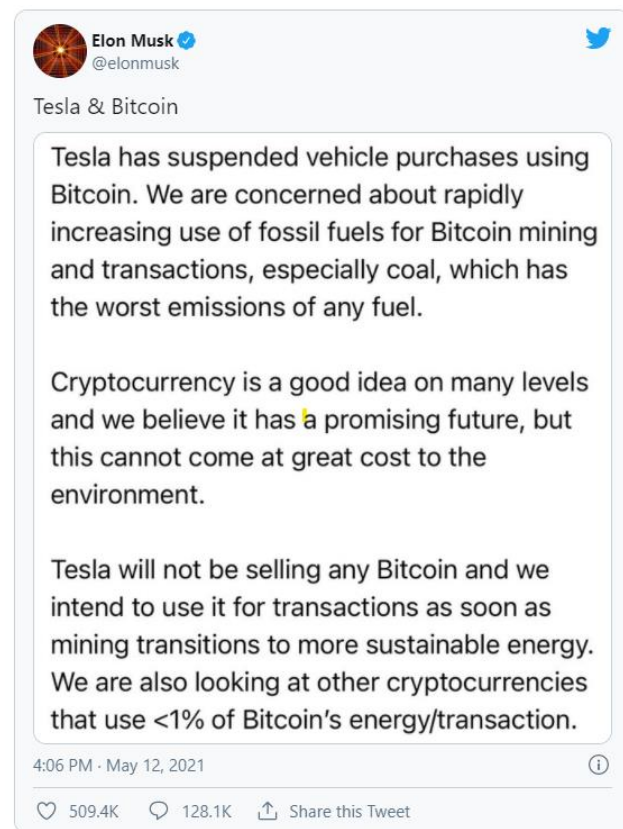 Elon Musk
@elonmusk
Tesla & Bitcoin
Tesla has suspended vehicle purchases using
Bitcoin. We are concerned about rapidly
increasing use of fossil fuels for Bitcoin mining
and transactions, especially coal, which has
the worst emissions of any fuel.
Cryptocurrency is a good idea on many levels
and we believe it has a promising future, but
this cannot come at great cost to the
environment.
Tesla will not be selling any Bitcoin and we
intend to use it for transactions as soon as
mining transitions to more sustainable energy.
We are also looking at other cryptocurrencies
that use <1% of Bitcoin's energy/transaction.
4:06 PM · May 12, 2021
509.4K 128.1K Share this Tweet